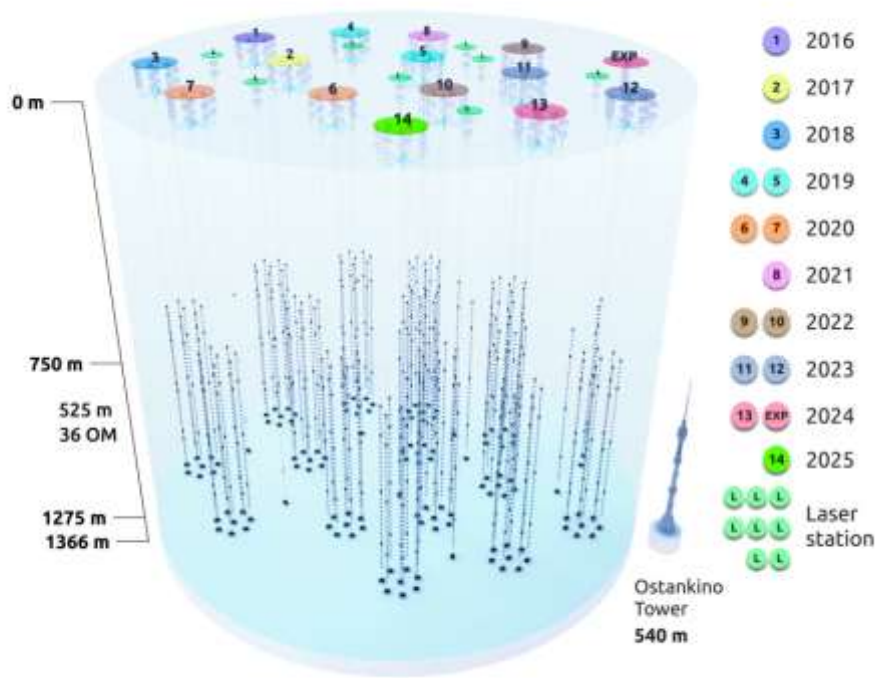 1
4
8
9
3
2
5
EXP
11
7
6
10
12
13
14
L
L
L
L
L
L
L
L
0 m
750 m
525 m
36 OM
1275 m
1366 m
Ostankino
Tower
540 m
1 2016
2 2017
3 2018
4 5 2019
6 7 2020
8 2021
9 10 2022
11 12 2023
13 EXP 2024
14 2025
L L L
L L L
L L
Laser
station